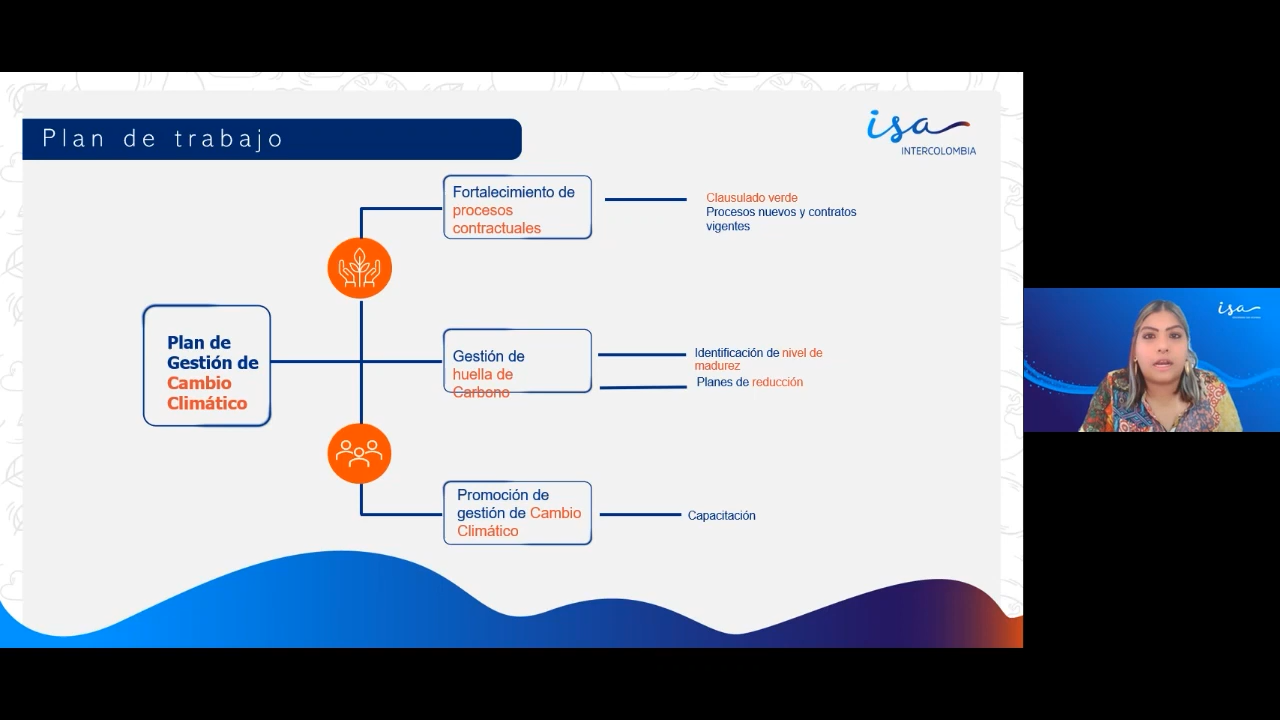 Plan de trabajo
isa
INTERCOLOMBIA
Fortalecimiento de
procesos
contractuales
Clausulado verde
Procesos nuevos y contratos
vigentes
Plan de
Gestión de
Cambio
Climático
Gestión de
huella de
Carbono
Identificación de nivel de
madurez
Planes de reducción
Promoción de
gestión de Cambio
Climático
Capacitación
isa